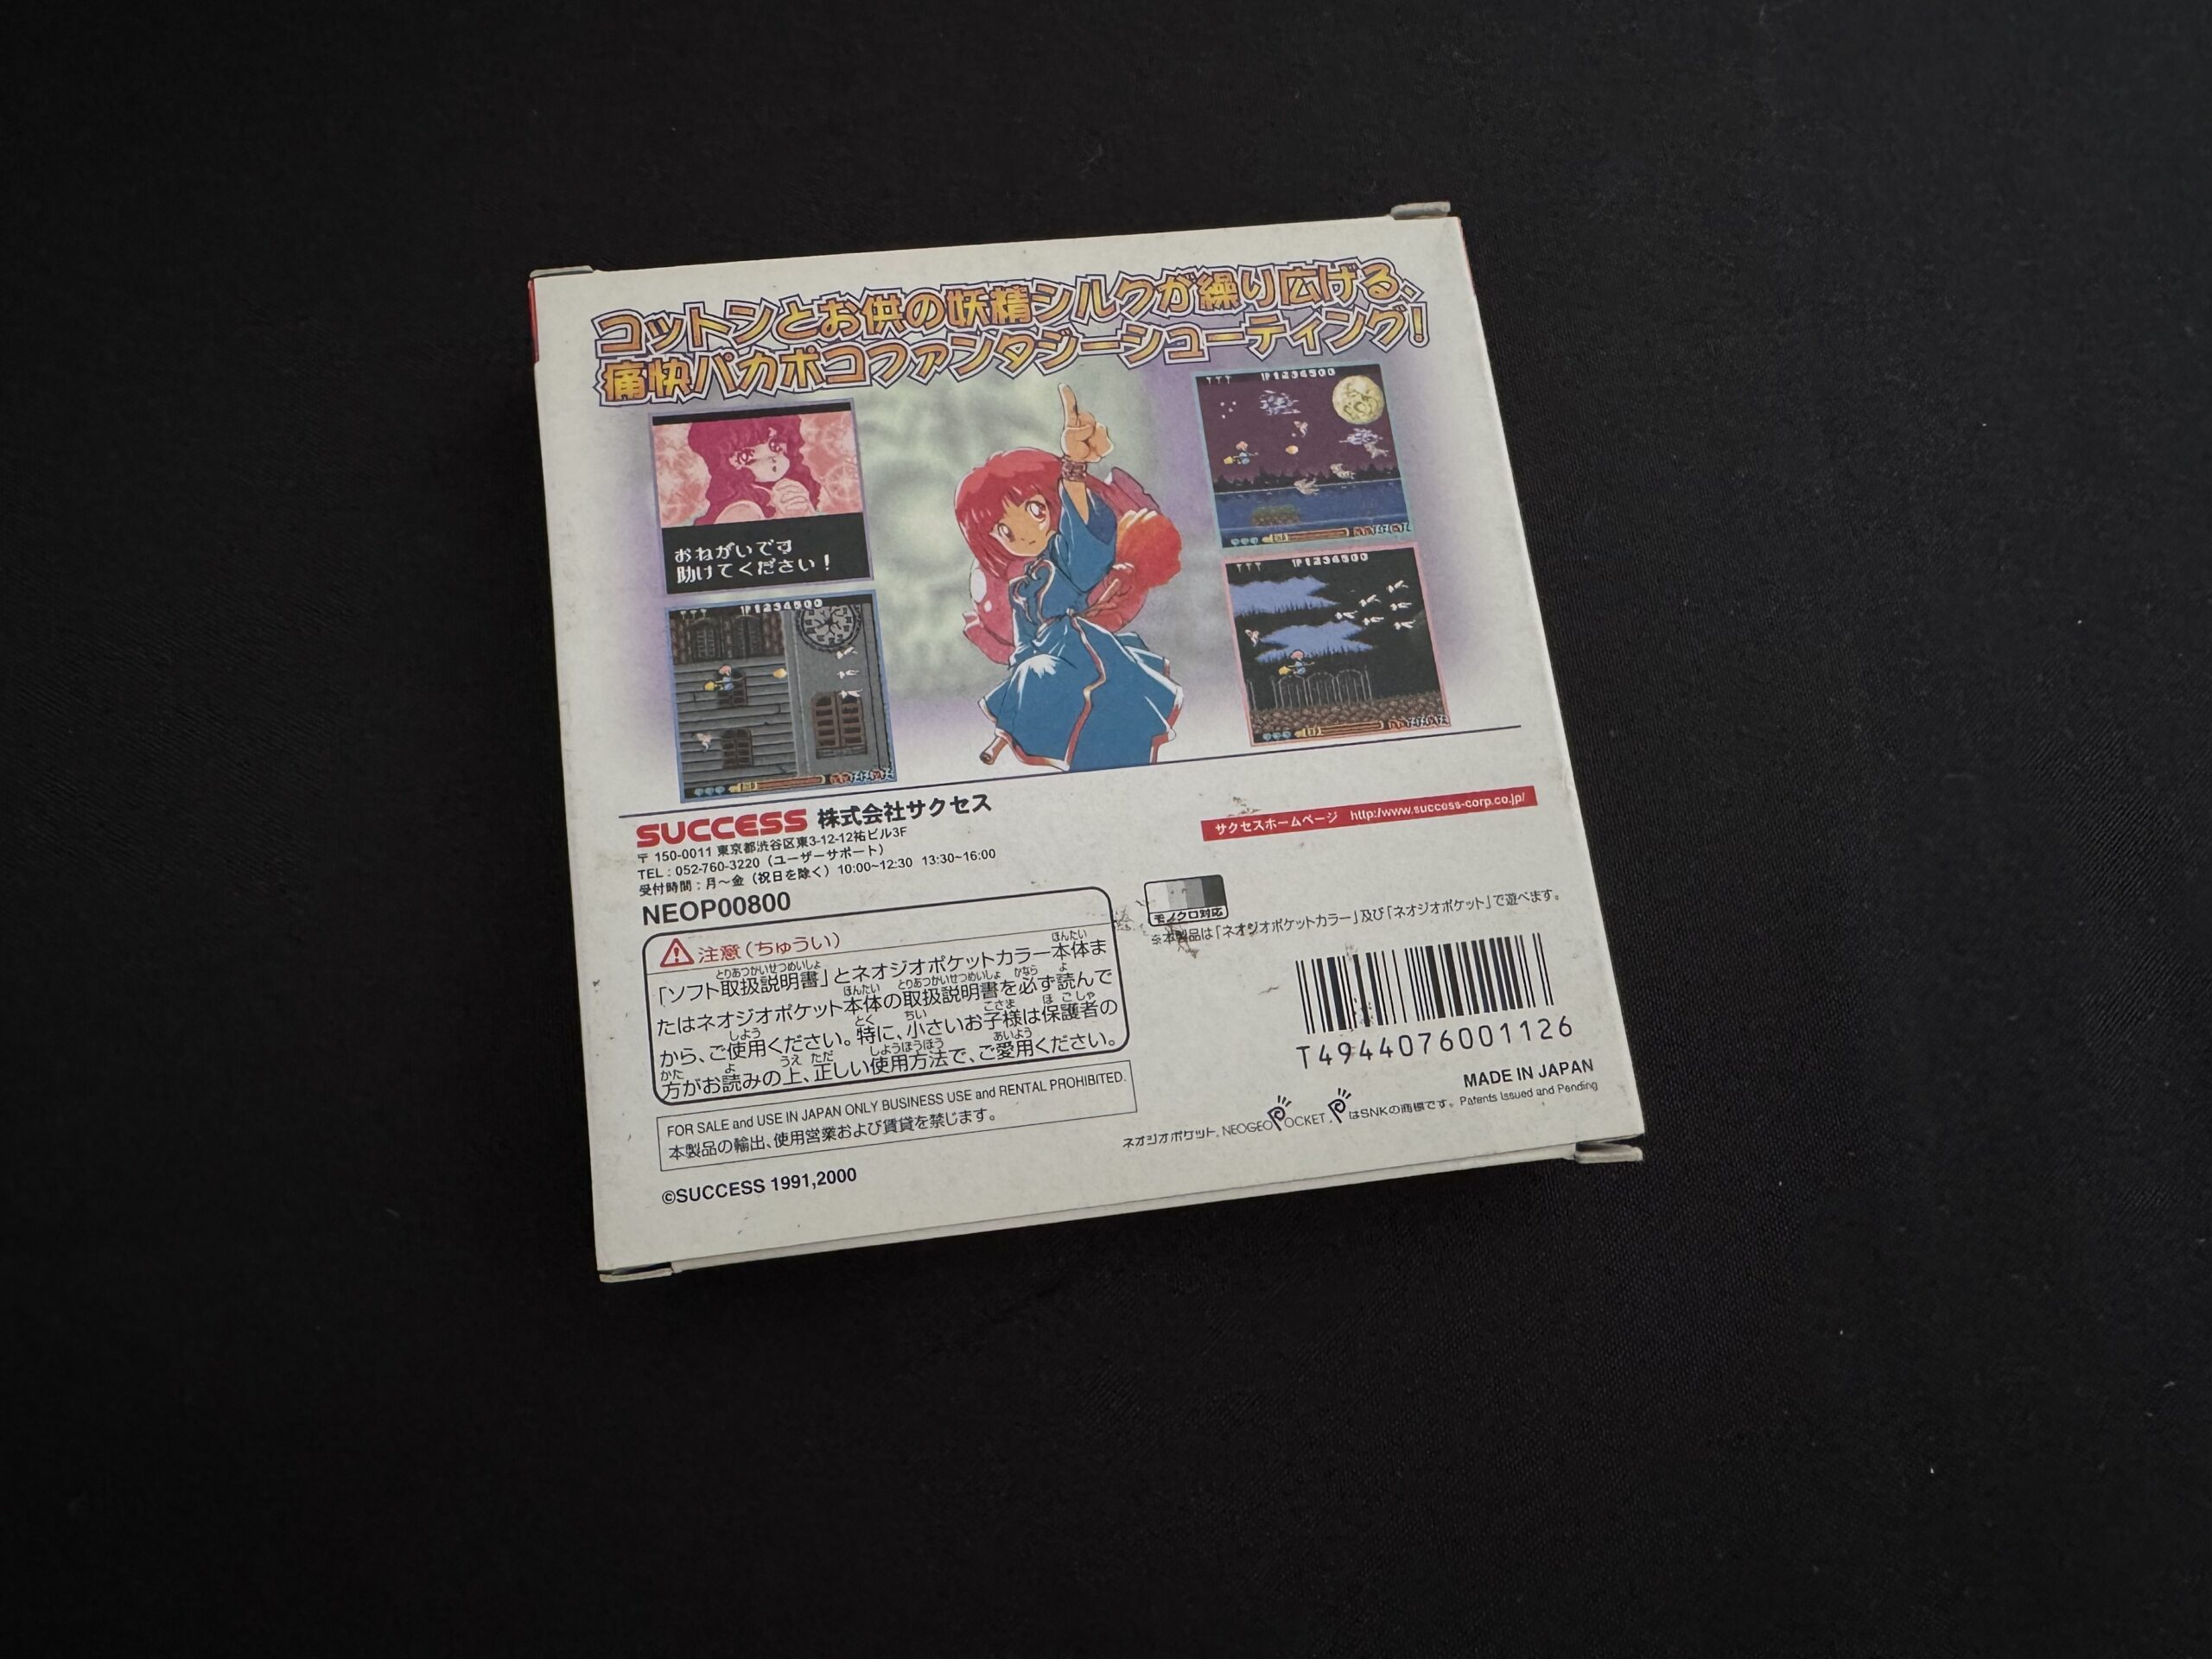 コットンとお供の妖精シルクが繰り広げる、
痛快パカポコファンタジーシューティング!
おねがいです
助けてください!
1P1234500
1P1234500
1P1234500
SUCCESS 株式会社サクセス
〒150-0011 東京都渋谷区東3-12-12祐ビル3F
TEL：052-760-3220（ユーザーサポート）
受付時間：月～金（祝日を除く）10:00~12:30 13:30~16:00
NEOP00800
サクセスホームページ http:/www.success-corp.co.jp/
注意（ちゅうい）
「ソフト取扱説明書」とネオジオポケットカラー本体ま
たはネオジオポケット本体の取扱説明書を必ず読んで
から、ご使用ください。特に、小さいお子様は保護者の
方がお読みの上、正しい使用方法で、ご愛用ください。
モノクロ対応
※本製品は「ネオジオポケットカラー」及び「ネオジオポケット」で遊べます。
T4944076001126
MADE IN JAPAN
ネオジオポケット, NEOGEO POCKET, PはSNKの商標です。Patents Issued and Pending
FOR SALE and USE IN JAPAN ONLY BUSINESS USE and RENTAL PROHIBITED.
本製品の輸出、使用営業および賃貸を禁じます。
©SUCCESS 1991,2000